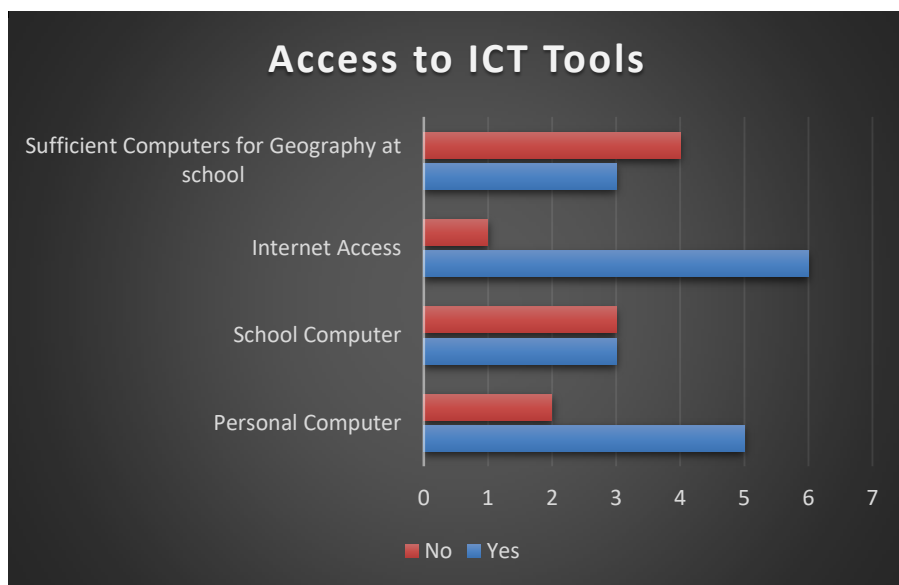 Access to ICT Tools
Sufficient Computers for Geography at
school
Internet Access
School Computer
Personal Computer
0 1 2 3 4 5 6 7
No Yes